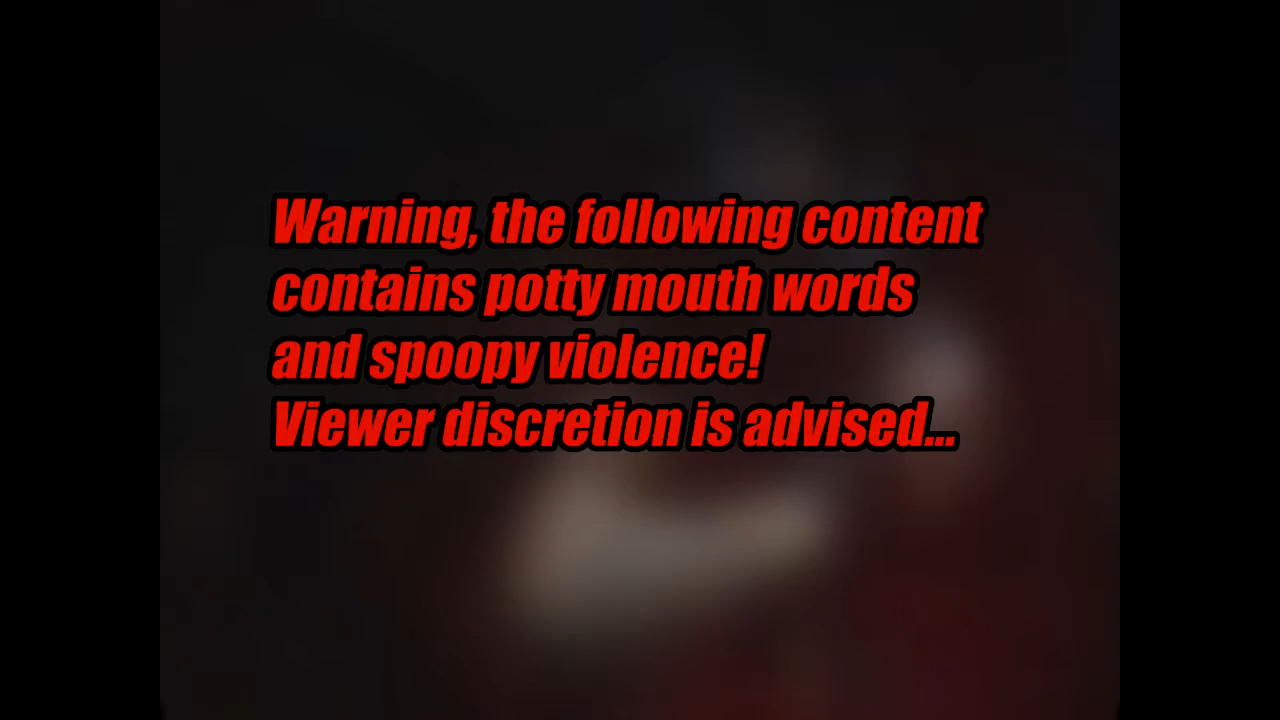 Warning, the following content
contains potty mouth words
and spoopy violence!
Viewer discretion is advised...